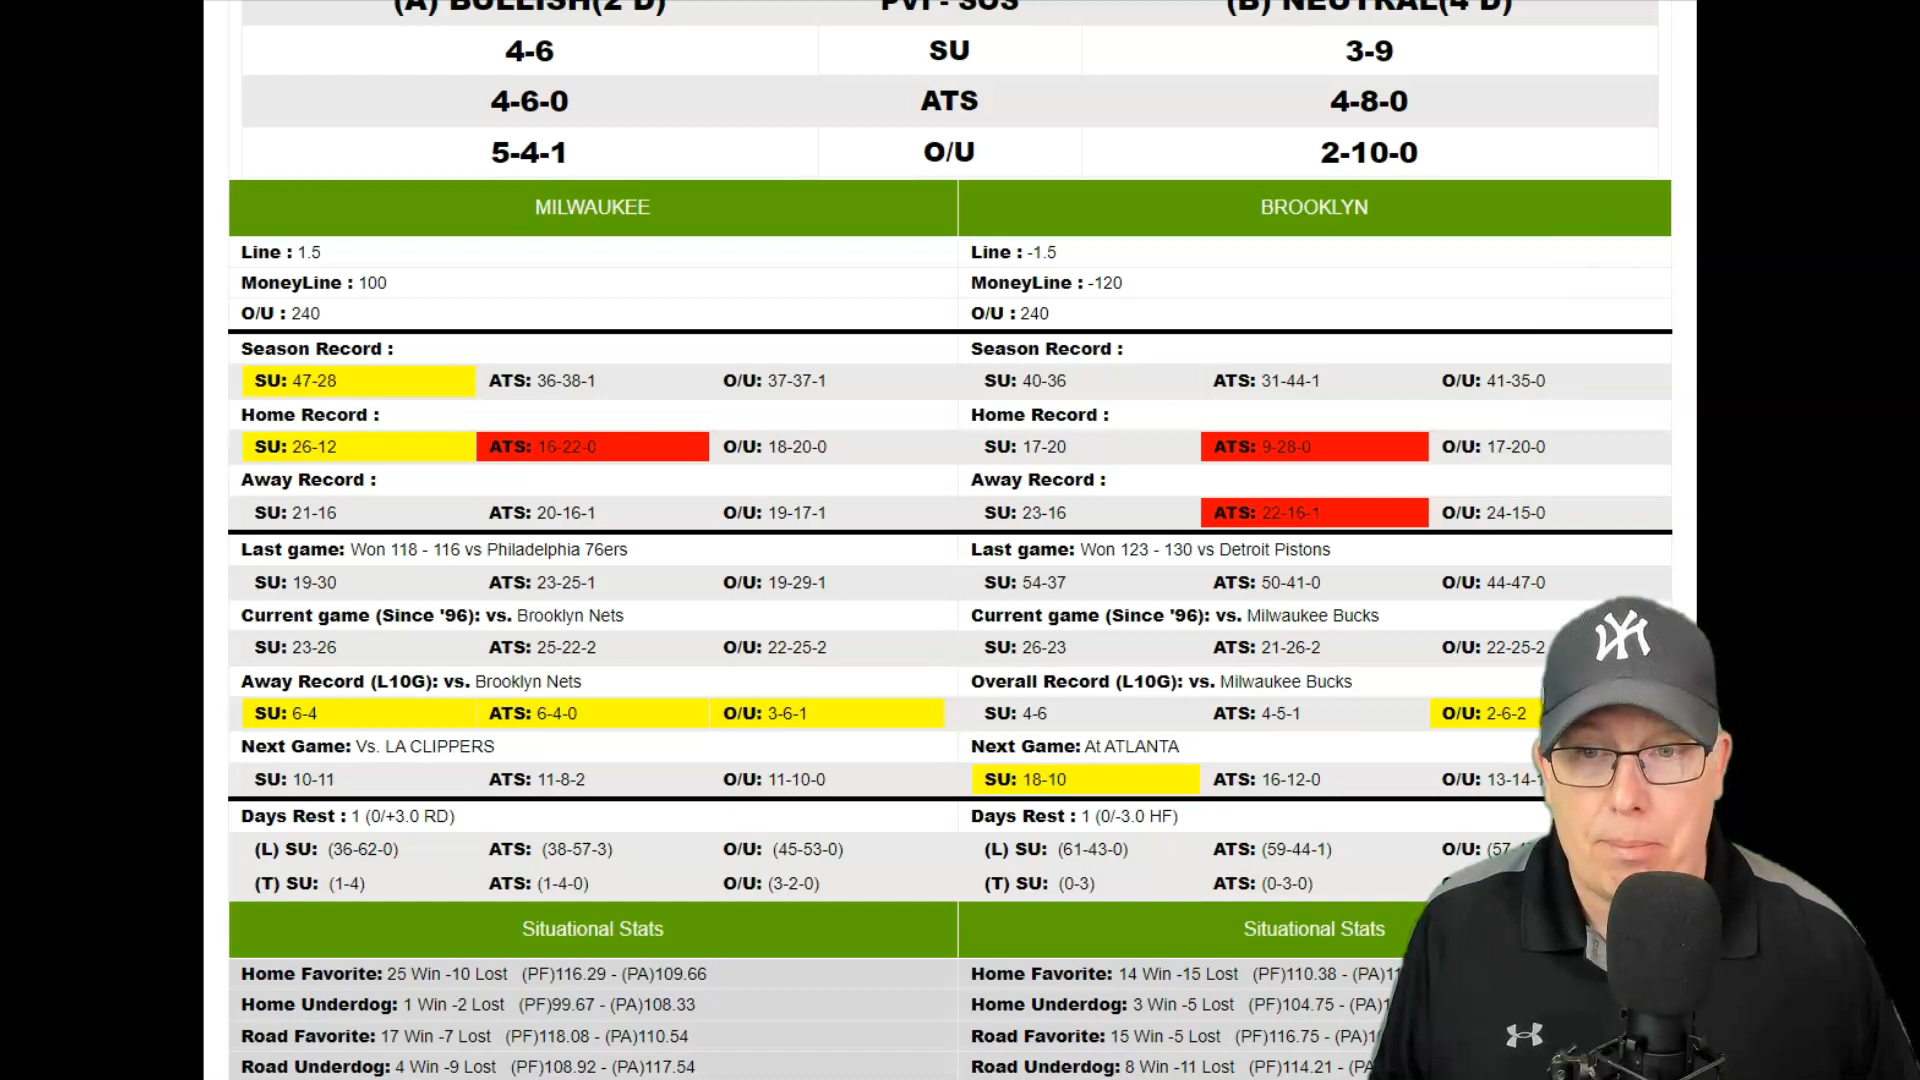 (A) BULLISH(2 D) PVI - SOS (B) NEUTRAL(4 D)
4-6 SU 3-9
4-6-0 ATS 4-8-0
5-4-1 O/U 2-10-0
MILWAUKEE BROOKLYN
Line : 1.5 Line : -1.5
MoneyLine : 100 MoneyLine : -120
O/U : 240 O/U : 240
Season Record : Season Record :
SU: 47-28 ATS: 36-38-1 O/U: 37-37-1 SU: 40-36 ATS: 31-44-1 O/U: 41-35-0
Home Record : Home Record :
SU: 26-12 ATS: 16-22-0 O/U: 18-20-0 SU: 17-20 ATS: 9-28-0 O/U: 17-20-0
Away Record : Away Record :
SU: 21-16 ATS: 20-16-1 O/U: 19-17-1 SU: 23-16 ATS: 22-16-1 O/U: 24-15-0
Last game: Won 118 - 116 vs Philadelphia 76ers Last game: Won 123 - 130 vs Detroit Pistons
SU: 19-30 ATS: 23-25-1 O/U: 19-29-1 SU: 54-37 ATS: 50-41-0 O/U: 44-47-0
Current game (Since '96): vs. Brooklyn Nets Current game (Since '96): vs. Milwaukee Bucks
SU: 23-26 ATS: 25-22-2 O/U: 22-25-2 SU: 26-23 ATS: 21-26-2 O/U: 22-25-2
Away Record (L10G): vs. Brooklyn Nets Overall Record (L10G): vs. Milwaukee Bucks
SU: 6-4 ATS: 6-4-0 O/U: 3-6-1 SU: 4-6 ATS: 4-5-1 O/U: 2-6-2
Next Game: Vs. LA CLIPPERS Next Game: At ATLANTA
SU: 10-11 ATS: 11-8-2 O/U: 11-10-0 SU: 18-10 ATS: 16-12-0 O/U: 13-14-1
Days Rest : 1 (0/+3.0 RD) Days Rest : 1 (0/-3.0 HF)
(L) SU: (36-62-0) ATS: (38-57-3) O/U: (45-53-0) (L) SU: (61-43-0) ATS: (59-44-1) O/U: (57-
(T) SU: (1-4) ATS: (1-4-0) O/U: (3-2-0) (T) SU: (0-3) ATS: (0-3-0)
Situational Stats Situational Stats
Home Favorite: 25 Win -10 Lost (PF)116.29 - (PA)109.66 Home Favorite: 14 Win -15 Lost (PF)110.38 - (PA)11
Home Underdog: 1 Win -2 Lost (PF)99.67 - (PA)108.33 Home Underdog: 3 Win -5 Lost (PF)104.75 - (PA)1
Road Favorite: 17 Win -7 Lost (PF)118.08 - (PA)110.54 Road Favorite: 15 Win -5 Lost (PF)116.75 - (PA)1
Road Underdog: 4 Win -9 Lost (PF)108.92 - (PA)117.54 Road Underdog: 8 Win -11 Lost (PF)114.21 - (PA
NY